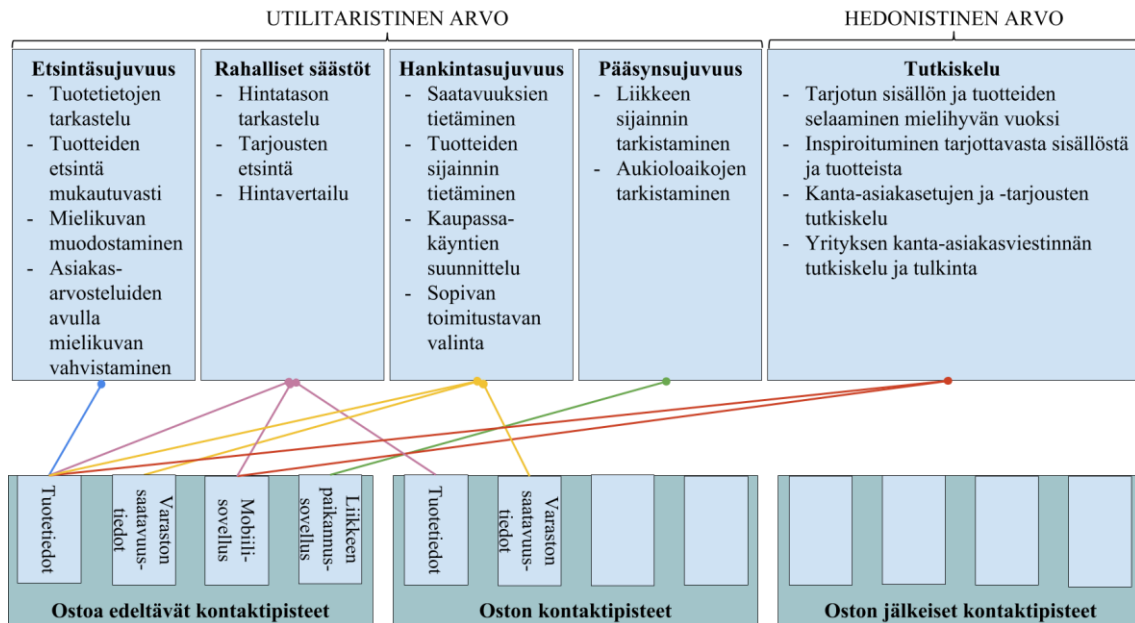 UTILITARISTINEN ARVO
HEDONISTINEN ARVO
Etsintäsujuvuus
- Tuotetietojen
tarkastelu
- Tuotteiden
etsintä
mukautuvasti
- Mielikuvan
muodostaminen
- Asiakas-
arvosteluiden
avulla
mielikuvan
vahvistaminen
Rahalliset säästöt
- Hintatason
tarkastelu
- Tarjousten
etsintä
- Hintavertailu
Hankintasujuvuus
- Saatavuuksien
tietäminen
- Tuotteiden
sijainnin
tietäminen
- Kaupassa-
käyntien
suunnittelu
- Sopivan
toimitustavan
valinta
Pääsynsujuvuus
- Liikkeen
sijainnin
tarkistaminen
- Aukioloaikojen
tarkistaminen
Tutkiskelu
- Tarjotun sisällön ja tuotteiden
selaaminen mielihyvän vuoksi
- Inspiroituminen tarjottavasta sisällöstä
ja tuotteista
- Kanta-asiakasetujen ja -tarjousten
tutkiskelu
- Yrityksen kanta-asiakasviestinnän
tutkiskelu ja tulkinta
Tuotetiedot
Varaston
saatavuus-
tiedot
Mobiili-
sovellus
Liikkeen
paikannus-
sovellus
Ostoa edeltävät kontaktipisteet
Tuotetiedot
Varaston
saatavuus-
tiedot
Oston kontaktipisteet
Oston jälkeiset kontaktipisteet